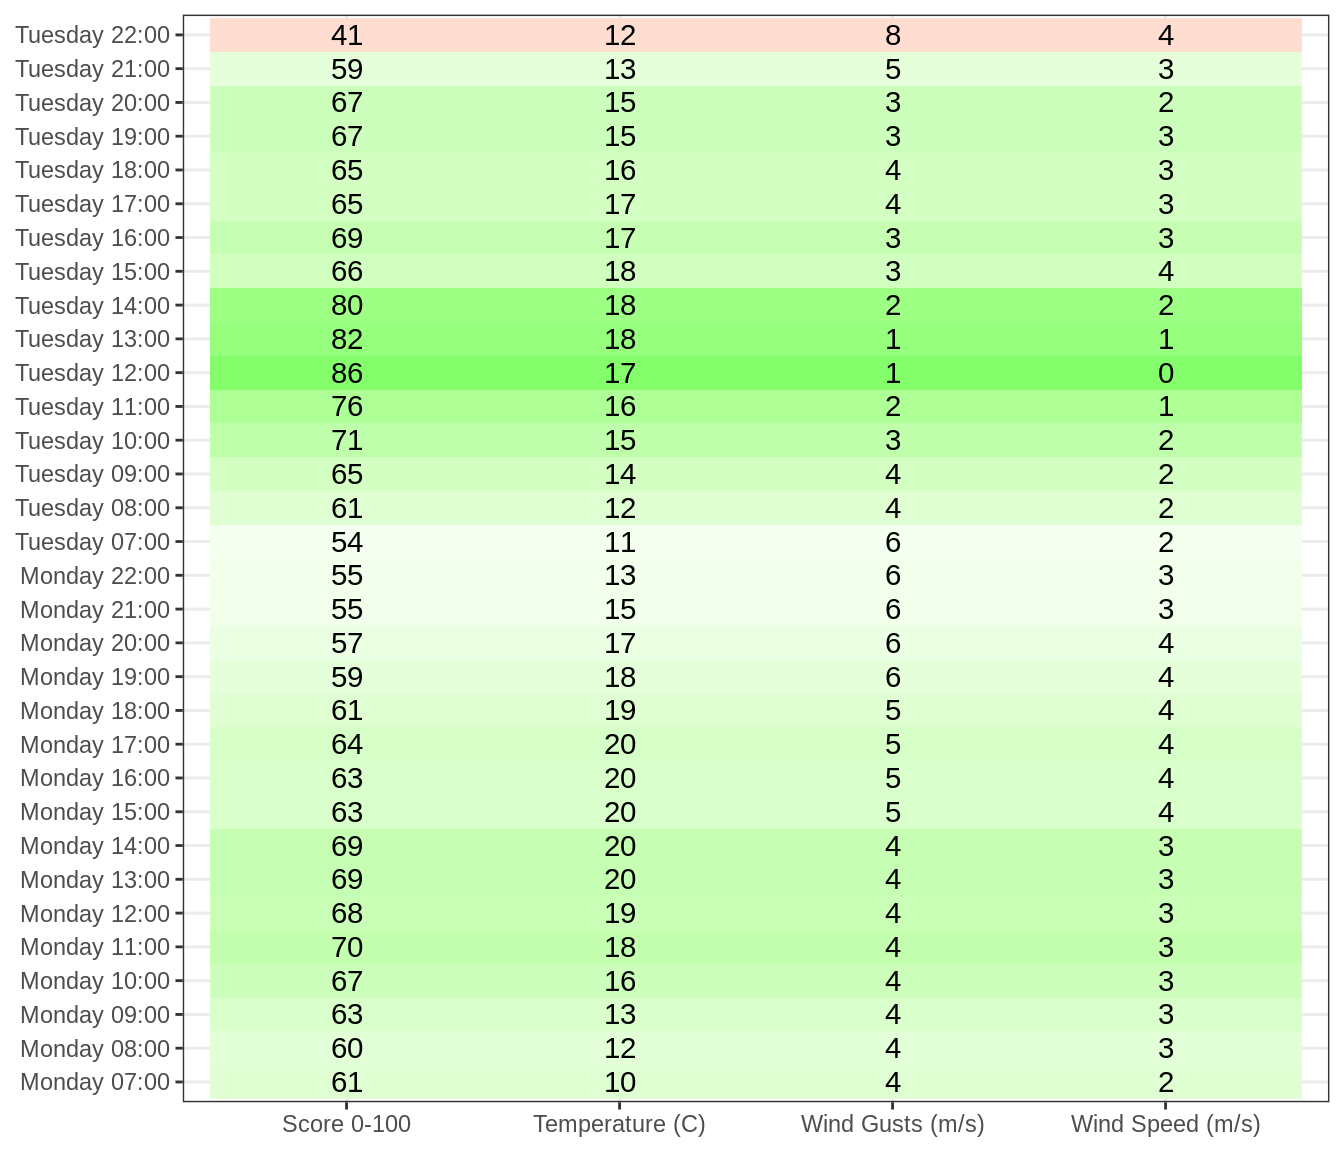 Tuesday 22:00 41 12 8 4
Tuesday 21:00 59 13 5 3
Tuesday 20:00 67 15 3 2
Tuesday 19:00 67 15 3 3
Tuesday 18:00 65 16 4 3
Tuesday 17:00 65 17 4 3
Tuesday 16:00 69 17 3 3
Tuesday 15:00 66 18 3 4
Tuesday 14:00 80 18 2 2
Tuesday 13:00 82 18 1 1
Tuesday 12:00 86 17 1 0
Tuesday 11:00 76 16 2 1
Tuesday 10:00 71 15 3 2
Tuesday 09:00 65 14 4 2
Tuesday 08:00 61 12 4 2
Tuesday 07:00 54 11 6 2
Monday 22:00 55 13 6 3
Monday 21:00 55 15 6 3
Monday 20:00 57 17 6 4
Monday 19:00 59 18 6 4
Monday 18:00 61 19 5 4
Monday 17:00 64 20 5 4
Monday 16:00 63 20 5 4
Monday 15:00 63 20 5 4
Monday 14:00 69 20 4 3
Monday 13:00 69 20 4 3
Monday 12:00 68 19 4 3
Monday 11:00 70 18 4 3
Monday 10:00 67 16 4 3
Monday 09:00 63 13 4 3
Monday 08:00 60 12 4 3
Monday 07:00 61 10 4 2
Score 0-100 Temperature (C) Wind Gusts (m/s) Wind Speed (m/s)